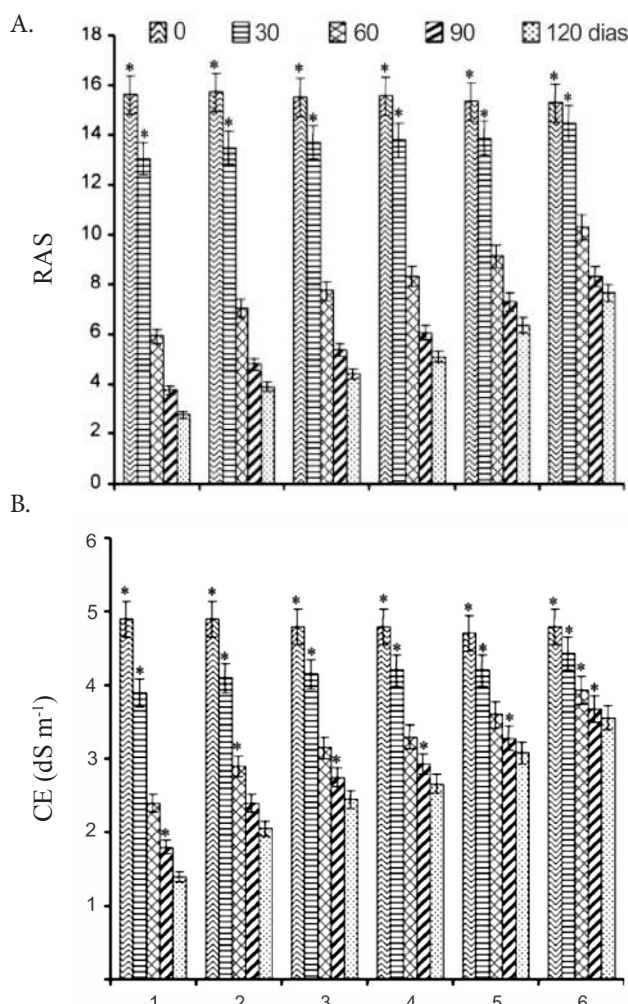 A.
0 30 60 90 120 dias
18
16
14
12
10
8
6
4
2
0
RAS
* * * * * * * * * * * *
B.
6
5
4
3
2
1
CE (dS m⁻¹)
* * * * * * * * * * * * * * * * * * *
1 2 3 4 5 6